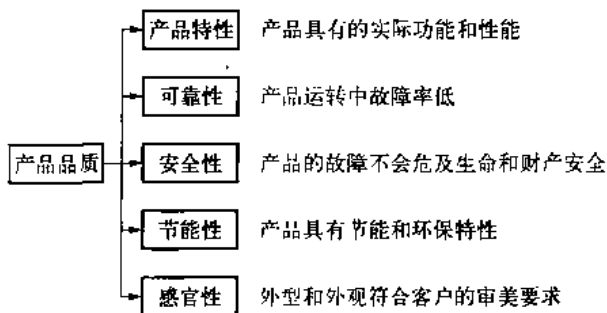 产品特性 产品具有的实际功能和性能
可靠性 产品运转中故障率低
产品品质 安全性 产品的故障不会危及生命和财产安全
节能性 产品具有节能和环保特性
感官性 外型和外观符合客户的审美要求